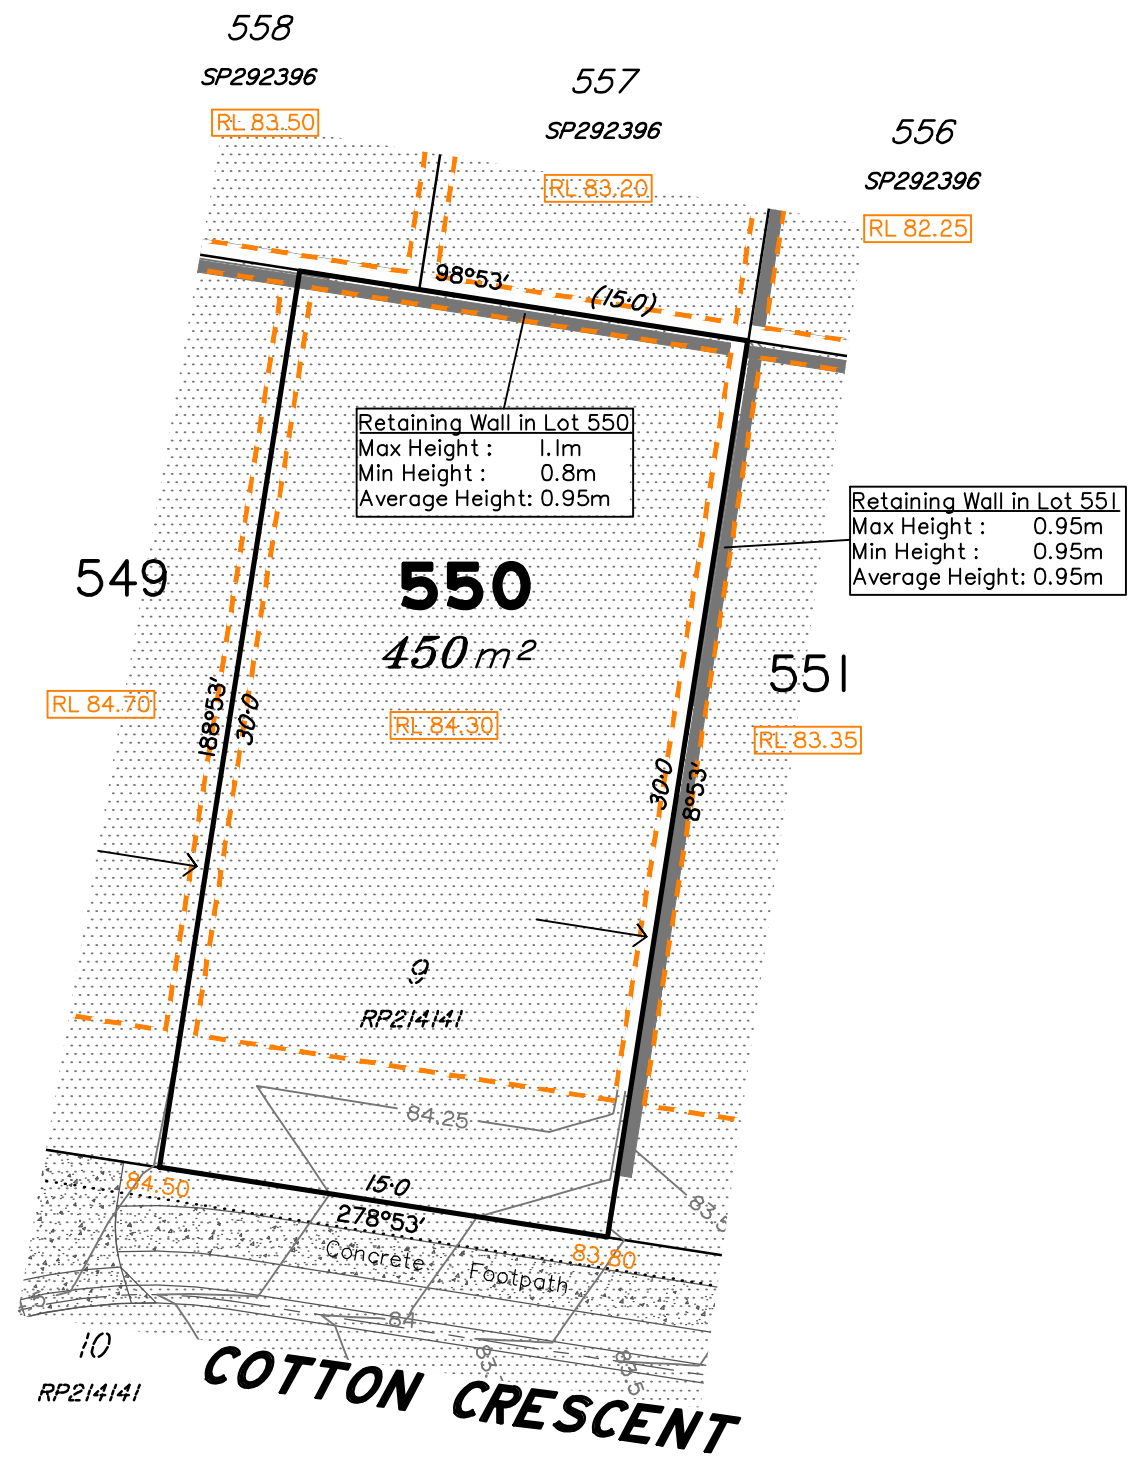 558
SP292396
RL 83.50
557
SP292396
RL 83.20
556
SP292396
RL 82.25
98°53'
(15·0)
Retaining Wall in Lot 550
Max Height : 1.1m
Min Height : 0.8m
Average Height: 0.95m
Retaining Wall in Lot 551
Max Height : 0.95m
Min Height : 0.95m
Average Height: 0.95m
549
550
450 m²
551
RL 84.70
188°53'
30·0
RL 84.30
RL 83.35
30·0
8°53'
9
RP214141
84.25
84.50
15·0
278°53'
83.5
Concrete Footpath
83.80
84
83.5
10
RP214141
COTTON CRESCENT